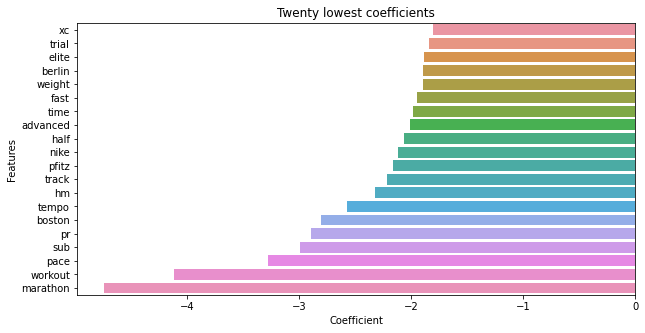 Twenty lowest coefficients
xc
trial
elite
berlin
weight
fast
time
advanced
half
nike
pfitz
track
hm
tempo
boston
pr
sub
pace
workout
marathon
Features
−4
−3
−2
−1
0
Coefficient